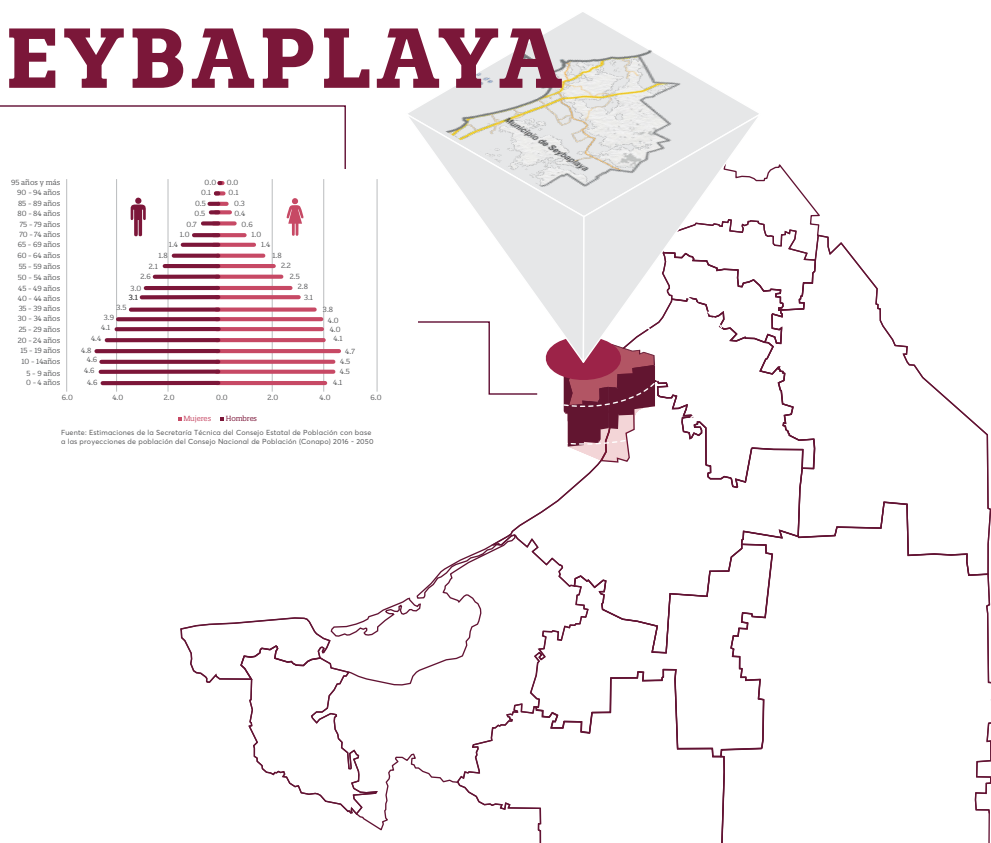 EYBAPLAYA
Municipio de Seybaplaya
95 años y más 0.0 0.0
90 - 94 años 0.1 0.1
85 - 89 años 0.5 0.3
80 - 84 años 0.5 0.4
75 - 79 años 0.7 0.6
70 - 74 años 1.0 1.0
65 - 69 años 1.4 1.4
60 - 64 años 1.8 1.8
55 - 59 años 2.1 2.2
50 - 54 años 2.6 2.5
45 - 49 años 3.0 2.8
40 - 44 años 3.1 3.1
35 - 39 años 3.5 3.8
30 - 34 años 3.9 4.0
25 - 29 años 4.1 4.0
20 - 24 años 4.4 4.1
15 - 19 años 4.8 4.7
10 - 14años 4.6 4.5
5 - 9 años 4.6 4.5
0 - 4 años 4.6 4.1
6.0 4.0 2.0 0.0 2.0 4.0 6.0
Mujeres Hombres
Fuente: Estimaciones de la Secretaría Técnica del Consejo Estatal de Población con base
a las proyecciones de población del Consejo Nacional de Población (Conapo) 2016 - 2050